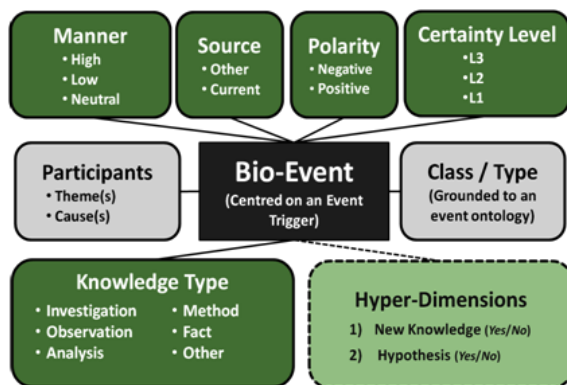 Manner
• High
• Low
• Neutral
Source
• Other
• Current
Polarity
• Negative
• Positive
Certainty Level
• L3
• L2
• L1
Participants
• Theme(s)
• Cause(s)
Bio-Event
(Centred on an Event
Trigger)
Class / Type
(Grounded to an
event ontology)
Knowledge Type
• Investigation
• Observation
• Analysis
• Method
• Fact
• Other
Hyper-Dimensions
1) New Knowledge (Yes/No)
2) Hypothesis (Yes/No)